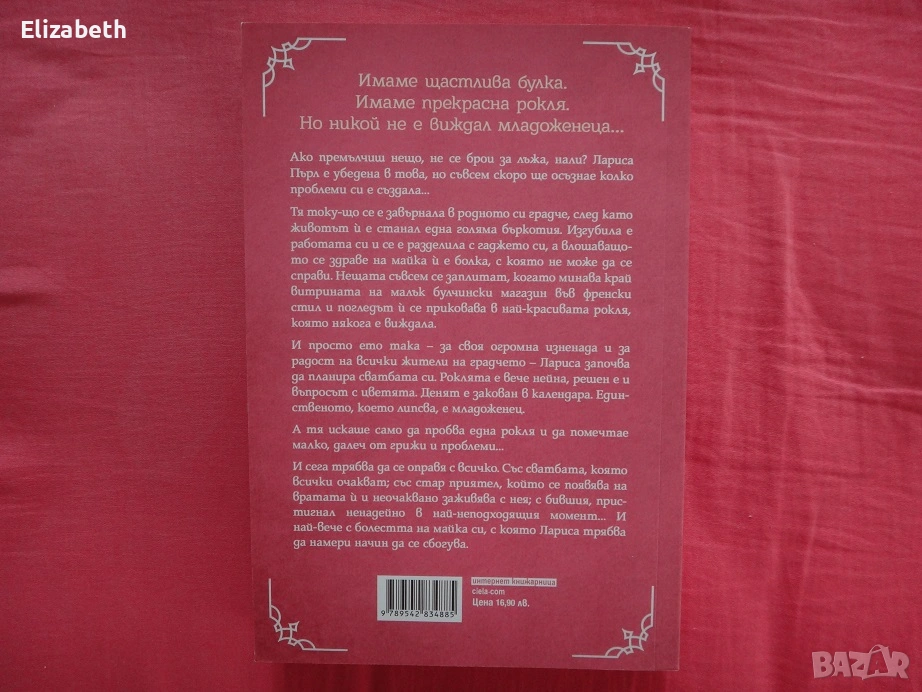 Elizabeth
Имаме щастлива булка.
Имаме прекрасна рокля.
Но никой не е виждал младоженеца...
Ако премълчиш нещо, не се брои за лъжа, нали? Лариса
Пърл е убедена в това, но съвсем скоро ще осъзнае колко
проблеми си е създала...
Тя току-що се е завърнала в родното си градче, след като
животът ѝ е станал една голяма бъркотия. Изгубила е
работата си и се е разделила с гаджето си, а влошаващо-
то се здраве на майка ѝ е болка, с която не може да се
справи. Нещата съвсем се заплитат, когато минава край
витрината на малък булчински магазин във френски
стил и погледът ѝ се приковава в най-красивата рокля,
която някога е виждала.
И просто ето така – за своя огромна изненада и за
радост на всички жители на градчето – Лариса започва
да планира сватбата си. Роклята е вече нейна, решен е и
въпросът с цветята. Денят е закован в календара. Един-
ственото, което липсва, е младоженец.
А тя искаше само да пробва една рокля и да помечтае
малко, далеч от грижи и проблеми...
И сега трябва да се оправя с всичко. Със сватбата, която
всички очакват; със стар приятел, който се появява на
вратата ѝ и неочаквано заживява с нея; с бившия, прис-
тигнал ненадейно в най-неподходящия момент... И
най-вече с болестта на майка си, с която Лариса трябва
да намери начин да се сбогува.
интернет книжарница
ciela.com
Цена 16,90 лв.
9 789542 834885
BAZAR